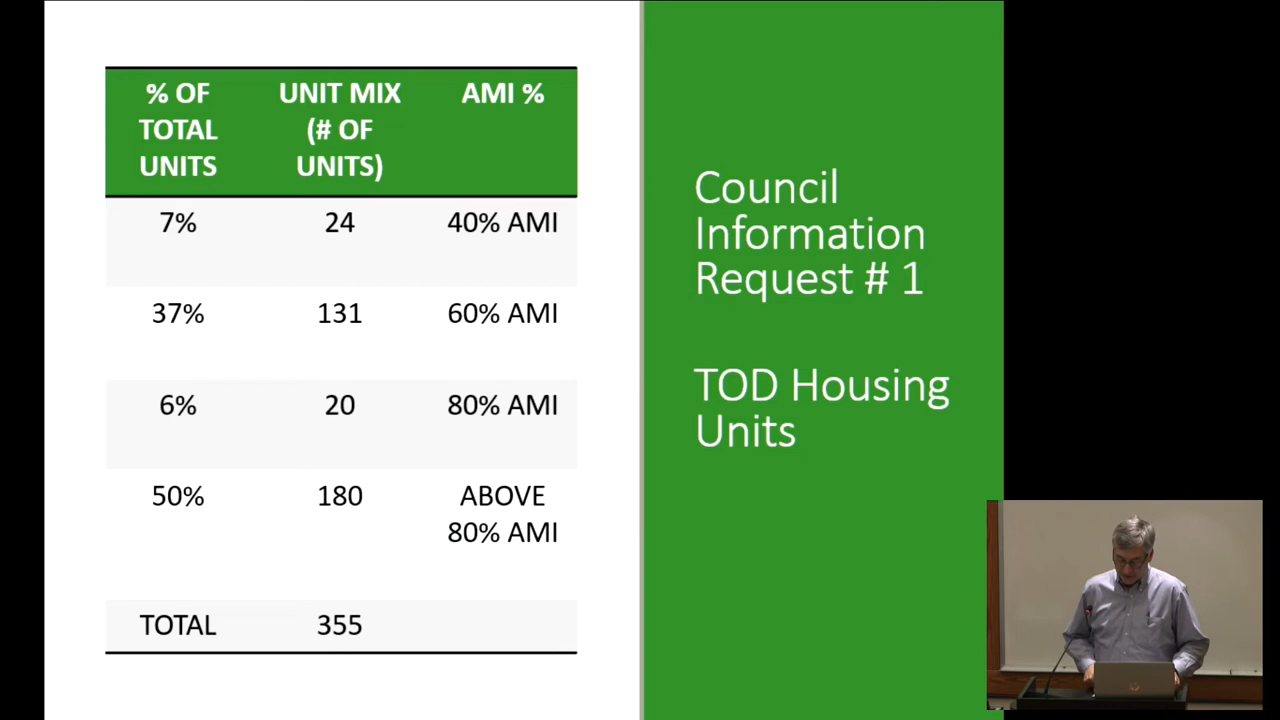 % OF TOTAL UNITS UNIT MIX (# OF UNITS) AMI %
7% 24 40% AMI
37% 131 60% AMI
6% 20 80% AMI
50% 180 ABOVE 80% AMI
TOTAL 355
Council
Information
Request # 1
TOD Housing
Units